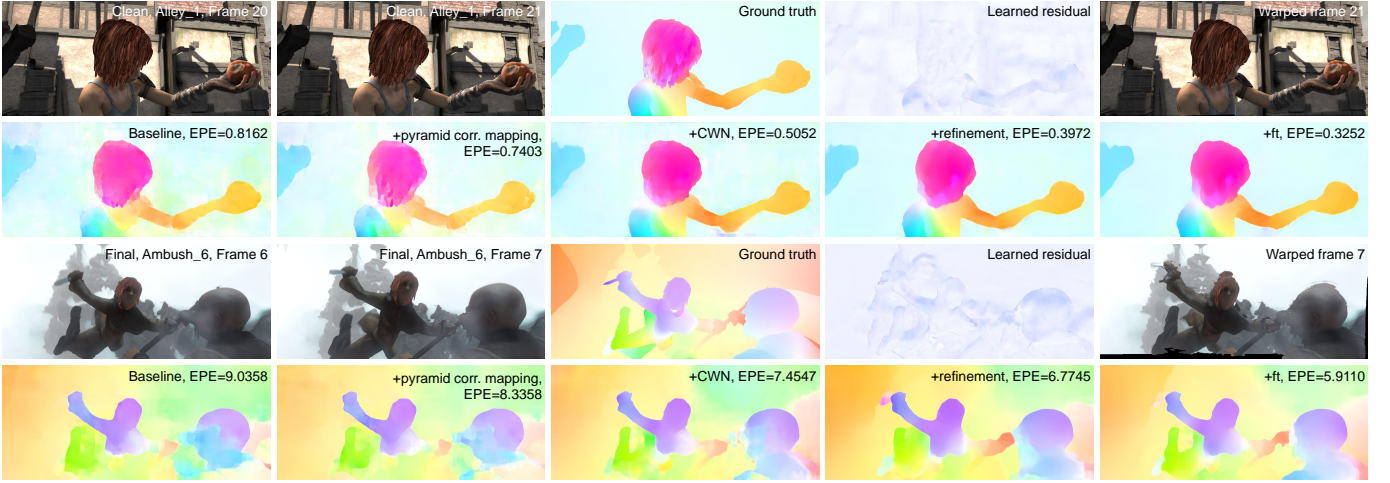 Clean, Alley_1, Frame 20
Clean, Alley_1, Frame 21
Ground truth
Learned residual
Warped frame 21
Baseline, EPE=0.8162
+pyramid corr. mapping,
EPE=0.7403
+CWN, EPE=0.5052
+refinement, EPE=0.3972
+ft, EPE=0.3252
Final, Ambush_6, Frame 6
Final, Ambush_6, Frame 7
Ground truth
Learned residual
Warped frame 7
Baseline, EPE=9.0358
+pyramid corr. mapping,
EPE=8.3358
+CWN, EPE=7.4547
+refinement, EPE=6.7745
+ft, EPE=5.9110